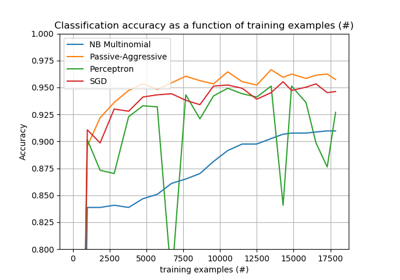 Classification accuracy as a function of training examples (#)
1.000
0.975
0.950
0.925
0.900
0.875
0.850
0.825
0.800
Accuracy
NB Multinomial
Passive-Aggressive
Perceptron
SGD
0 2500 5000 7500 10000 12500 15000 17500
training examples (#)